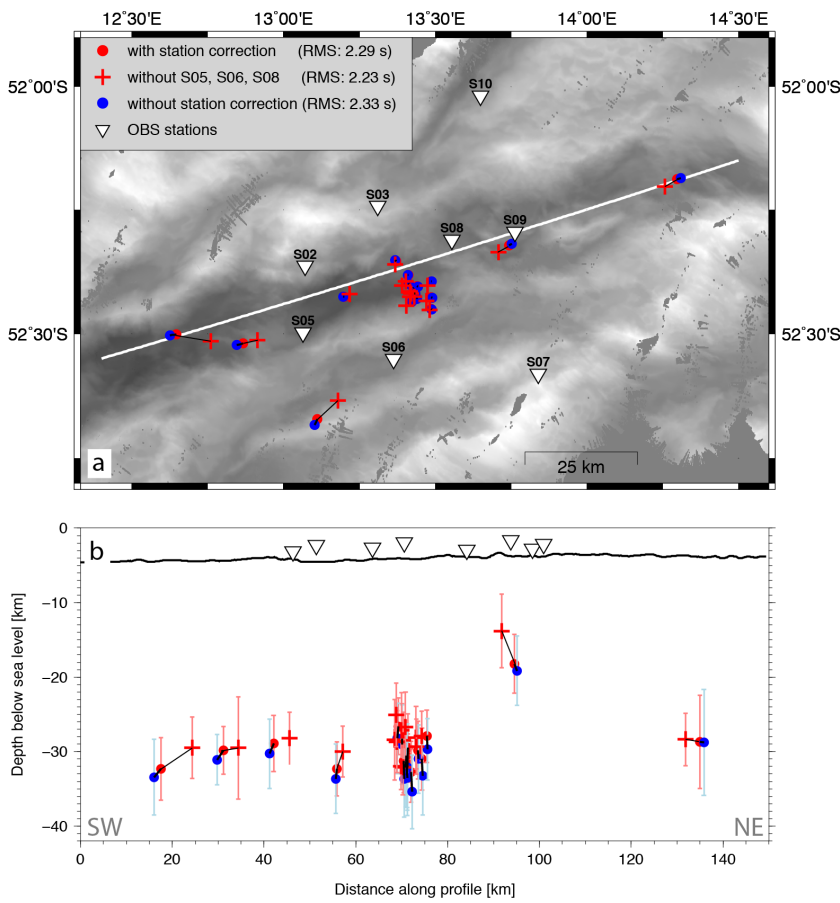 12˚30'E 13˚00'E 13˚30'E 14˚00'E 14˚30'E
with station correction (RMS: 2.29 s)
without S05, S06, S08 (RMS: 2.23 s)
without station correction (RMS: 2.33 s)
OBS stations
52˚00'S
52˚00'S
S10
S03
S08
S09
S02
S05
S06
S07
52˚30'S
52˚30'S
a
25 km
b
0
−10
−20
−30
−40
Depth below sea level [km]
SW
NE
0 20 40 60 80 100 120 140
Distance along profile [km]